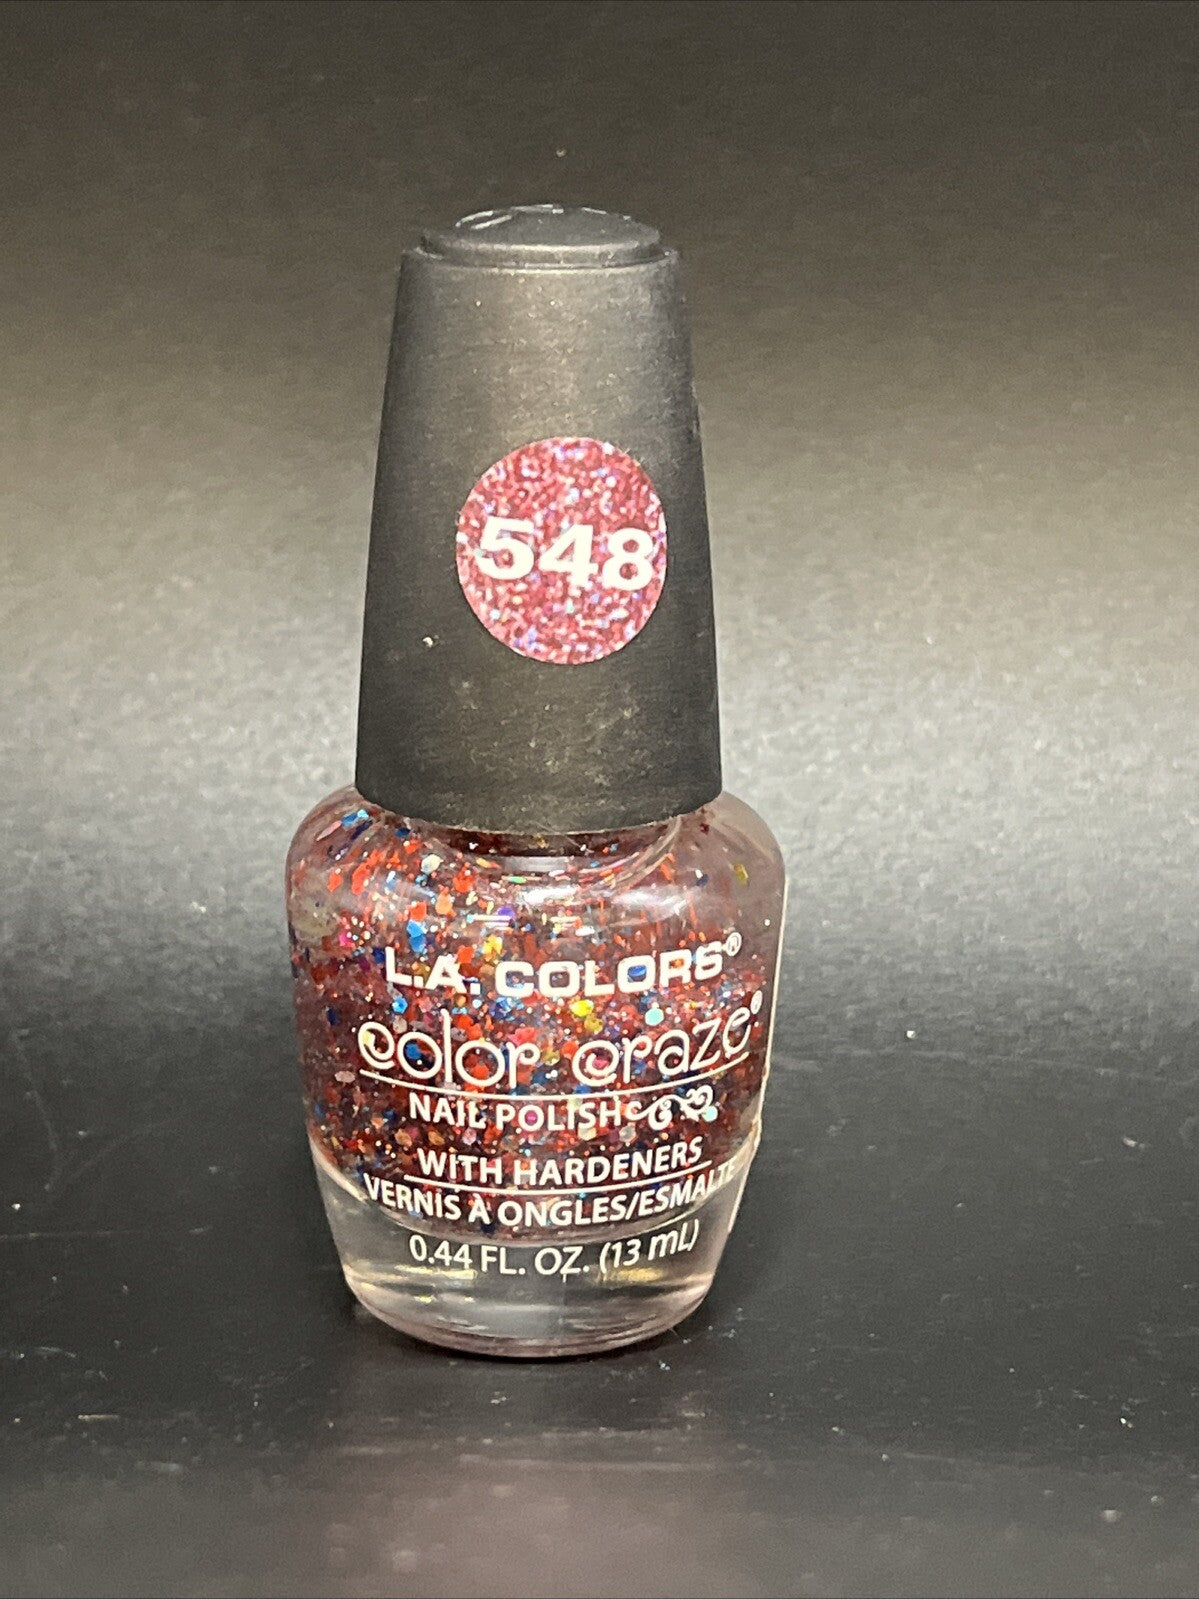 548
L.A. COLORS®
color craze®
NAIL POLISH
WITH HARDENERS
VERNIS À ONGLES/ESMALTE
0.44 FL. OZ. (13 mL)